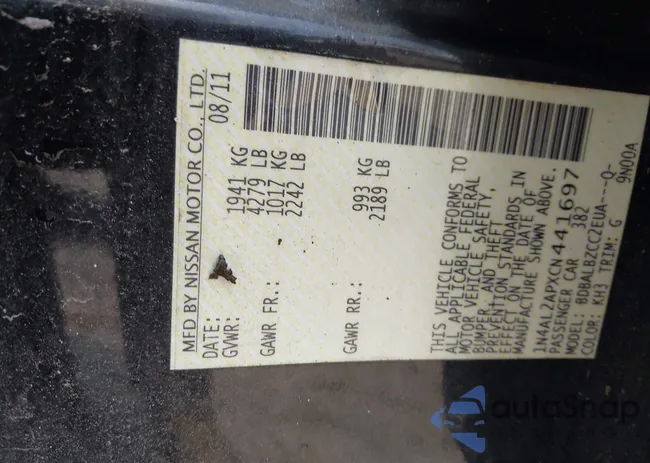 MFD BY NISSAN MOTOR CO., LTD.
DATE: 08/11
GVWR: 1941 KG
4279 LB
GAWR FR.: 1017 KG
2242 LB
GAWR RR.: 993 KG
2189 LB
THIS VEHICLE CONFORMS TO
ALL APPLICABLE FEDERAL
MOTOR VEHICLE SAFETY,
BUMPER, AND THEFT
PREVENTION STANDARDS IN
EFFECT ON THE DATE OF
MANUFACTURE SHOWN ABOVE.
1N4AL2APXCN441697
PASSENGER CAR 382
MODEL: BDBALBZCC2EUA---Q-
COLOR: KH3 TRIM: G 9N00A
autoSnap